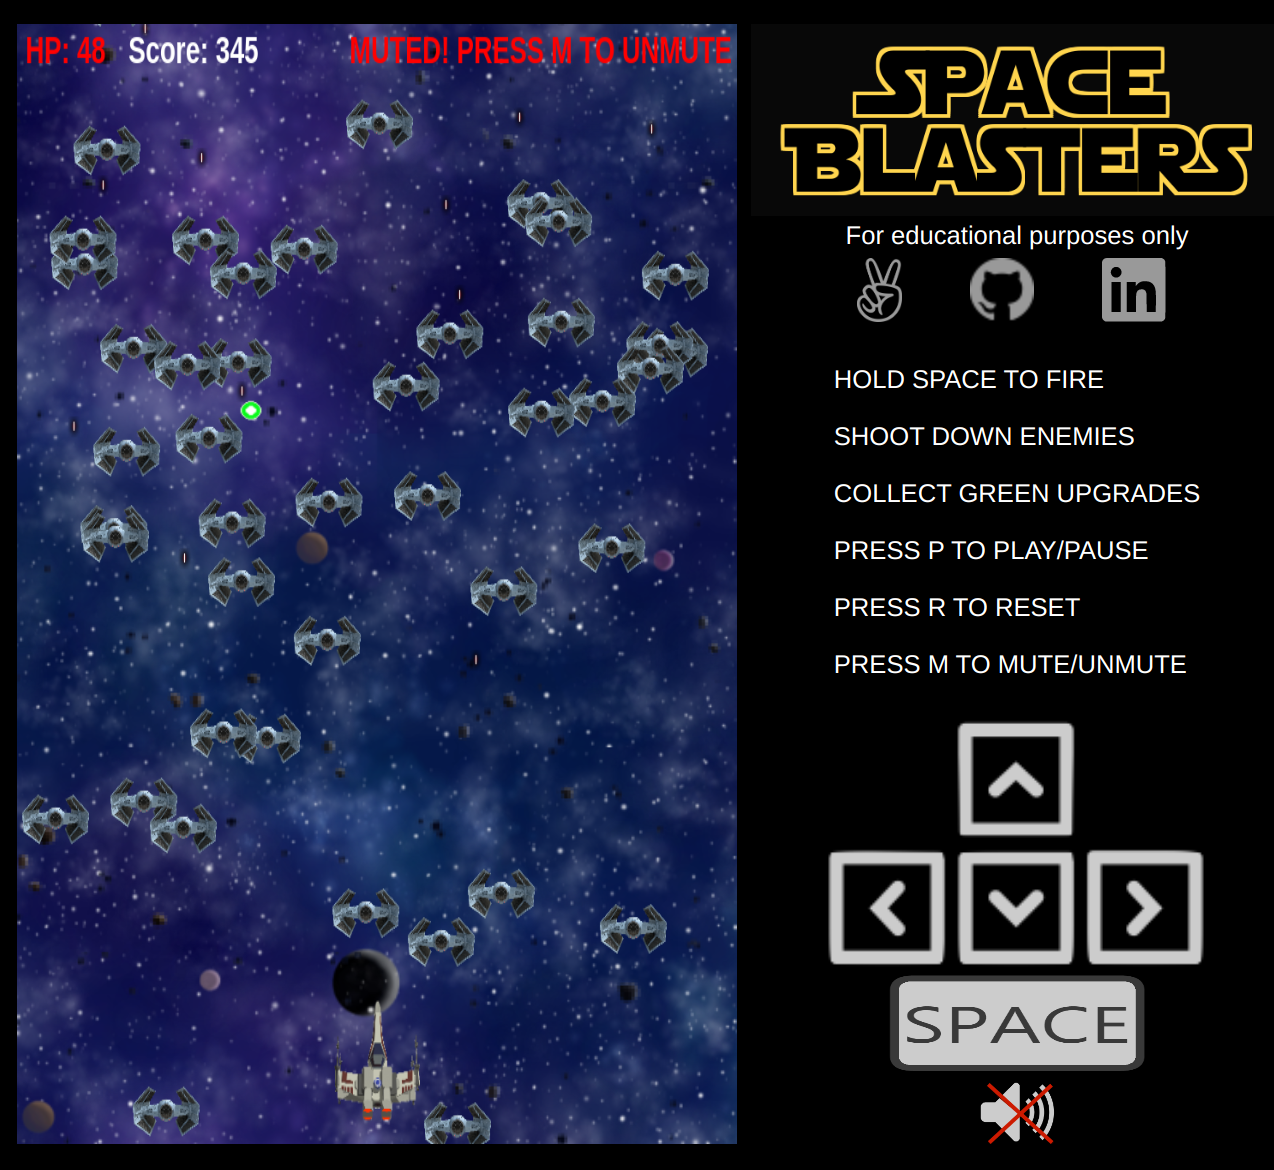 HP: 48 Score: 345 MUTED! PRESS M TO UNMUTE
SPACE
BLASTERS
For educational purposes only
in
HOLD SPACE TO FIRE
SHOOT DOWN ENEMIES
COLLECT GREEN UPGRADES
PRESS P TO PLAY/PAUSE
PRESS R TO RESET
PRESS M TO MUTE/UNMUTE
SPACE